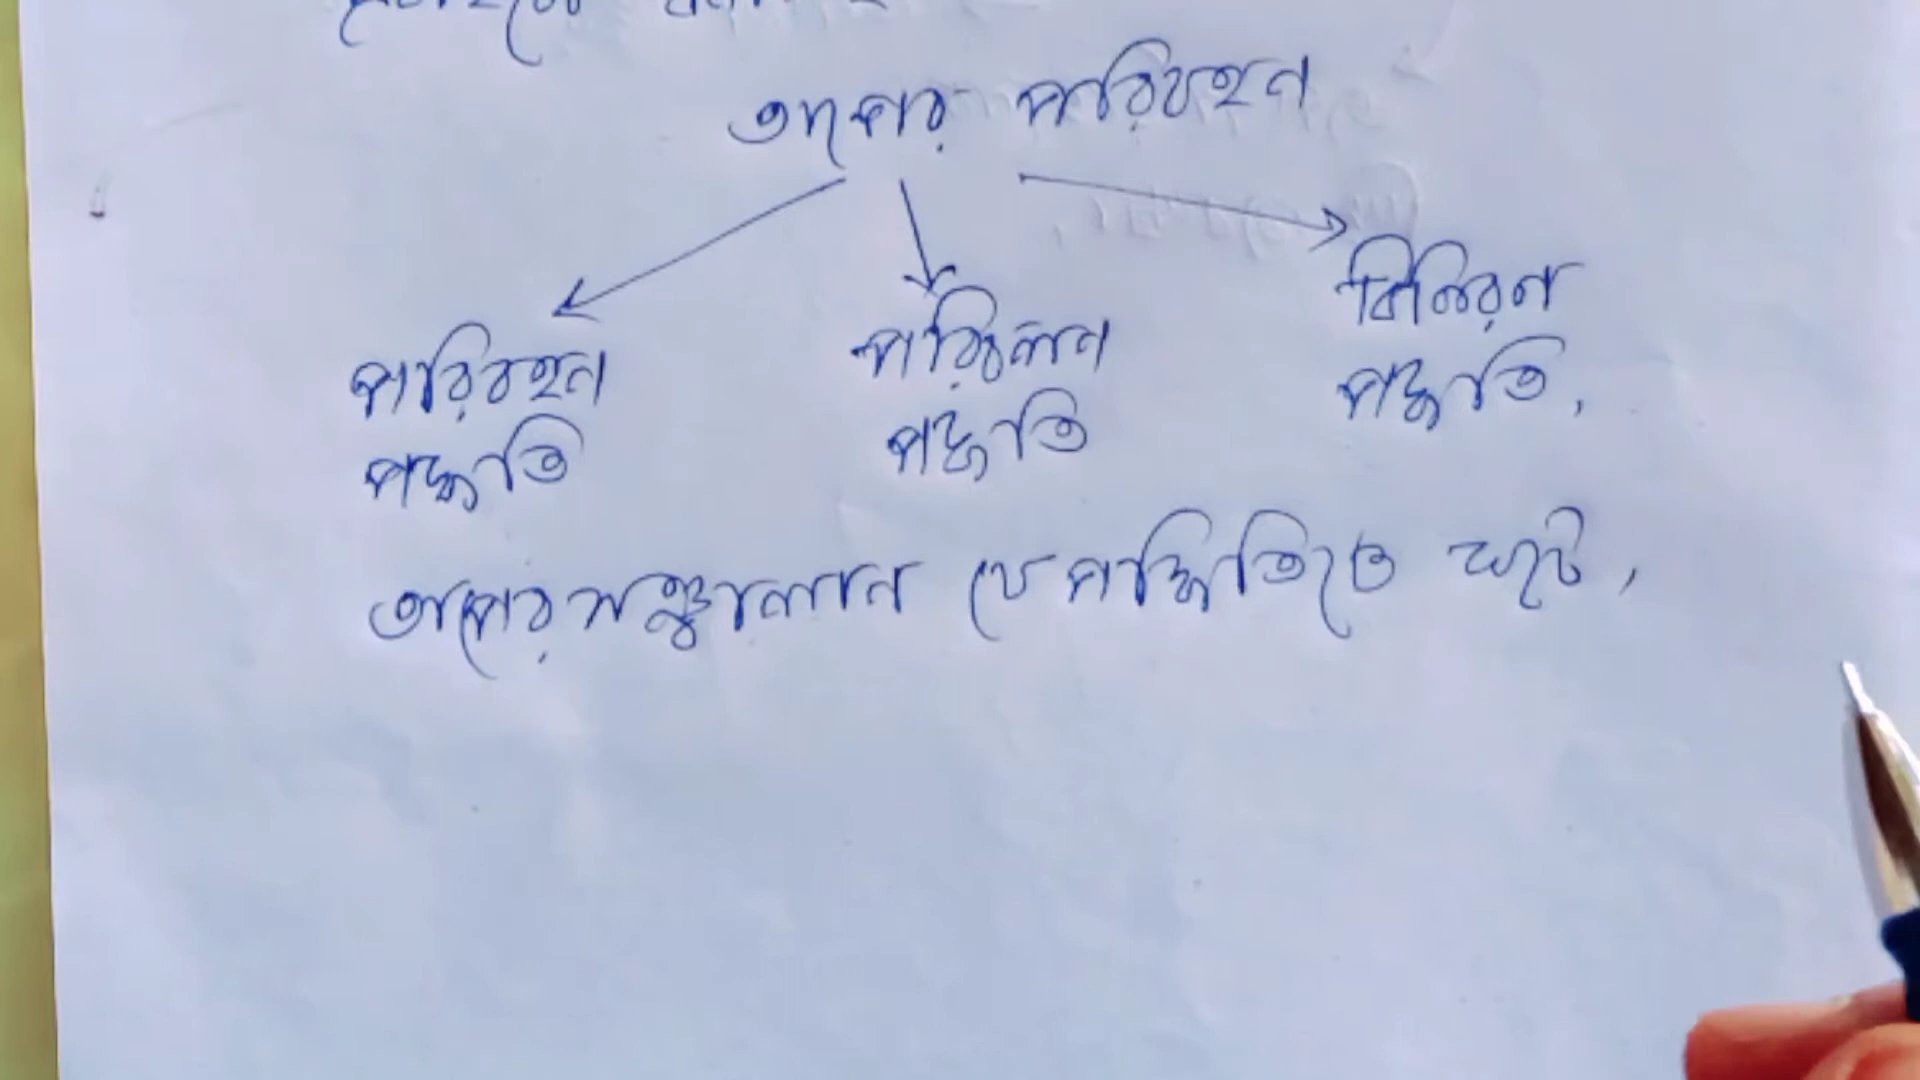 তাপের পরিবহন
পরিবহন পদ্ধতি
পরিচলন পদ্ধতি
বিকিরণ পদ্ধতি,
তাপের সঞ্চালন যে পদ্ধতিতে ঘটে,